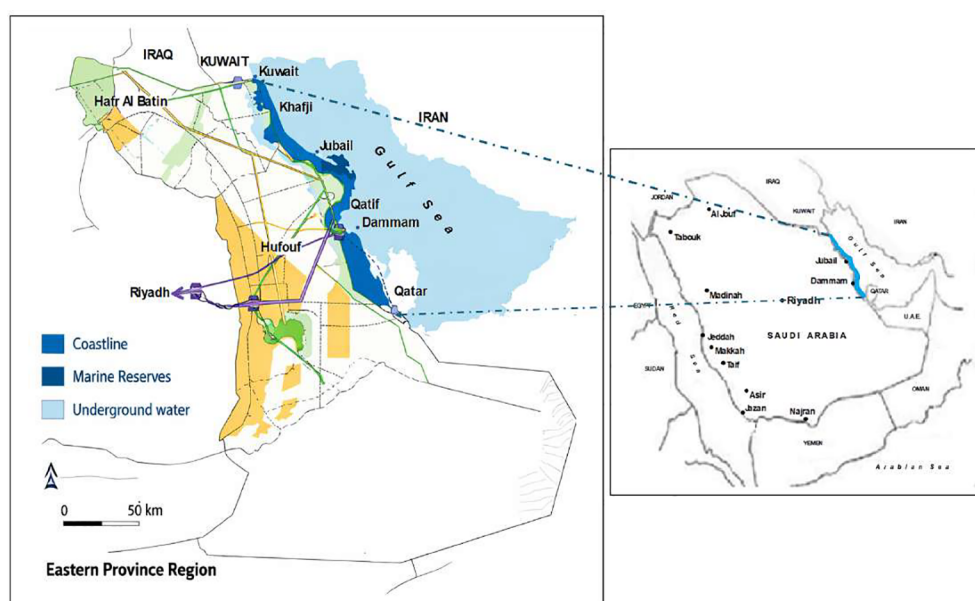 IRAQ
KUWAIT
Kuwait
Hafr Al Batin
Khafji
IRAN
Jubail
Gulf Sea
Qatif
Dammam
Hufouf
Riyadh
Qatar
Coastline
Marine Reserves
Underground water
0 50 km
Eastern Province Region
IRAQ
JORDAN
Al Jouf
KUWAIT
IRAN
Tabouk
Gulf Sea
Jubail
Dammam
QATAR
Madinah
Riyadh
EGYPT
U.A.E.
Red Sea
Jeddah
SAUDI ARABIA
Makkah
Taif
SUDAN
OMAN
Asir
Jazan
Najran
YEMEN
Arabian Sea